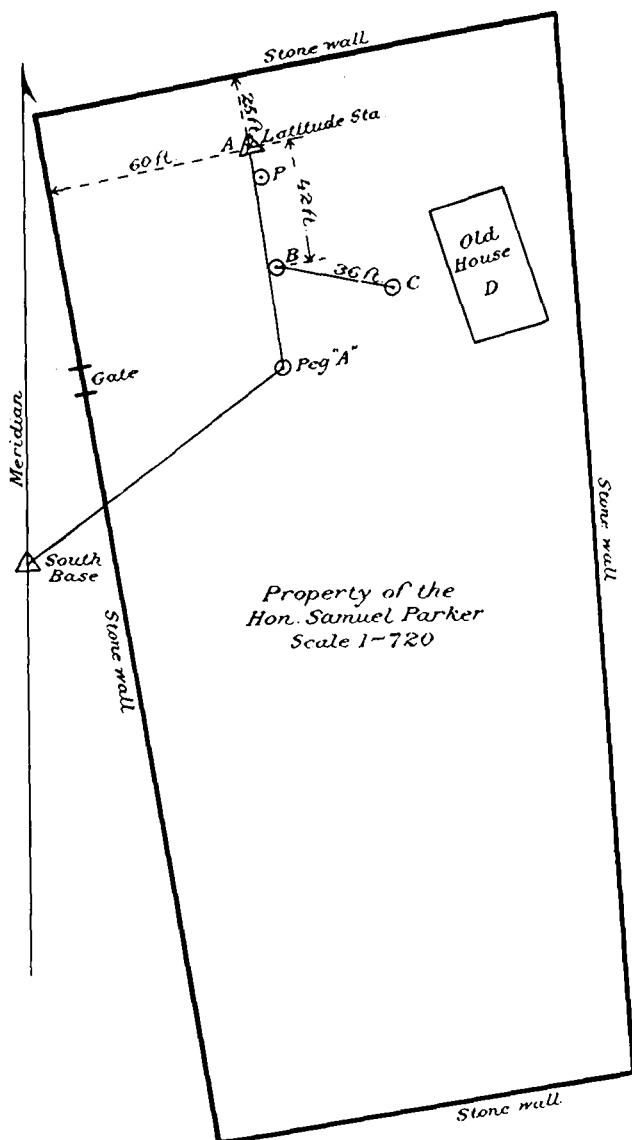 Stone wall
25 ft.
A Latitude Sta.
60 ft.
P
42 ft.
B
36 ft.
C
Old
House
D
Peg "A"
Gate
Meridian
South
Base
Stone wall
Stone wall
Property of the
Hon. Samuel Parker
Scale 1-720
Stone wall